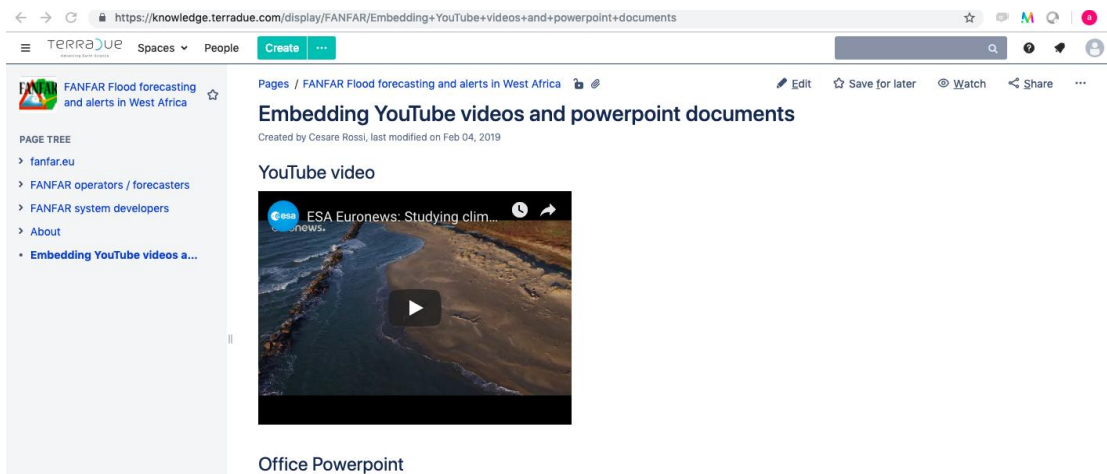 https://knowledge.terradue.com/display/FANFAR/Embedding+YouTube+videos+and+powerpoint+documents
a
TERRADUE Spaces People Create ...
FANFAR
FANFAR Flood forecasting
and alerts in West Africa
PAGE TREE
fanfar.eu
FANFAR operators / forecasters
FANFAR system developers
About
Embedding YouTube videos a...
Pages / FANFAR Flood forecasting and alerts in West Africa
Edit Save for later Watch Share ...
Embedding YouTube videos and powerpoint documents
Created by Cesare Rossi, last modified on Feb 04, 2019
YouTube video
esa ESA Euronews: Studying clim...
onews.
Office Powerpoint